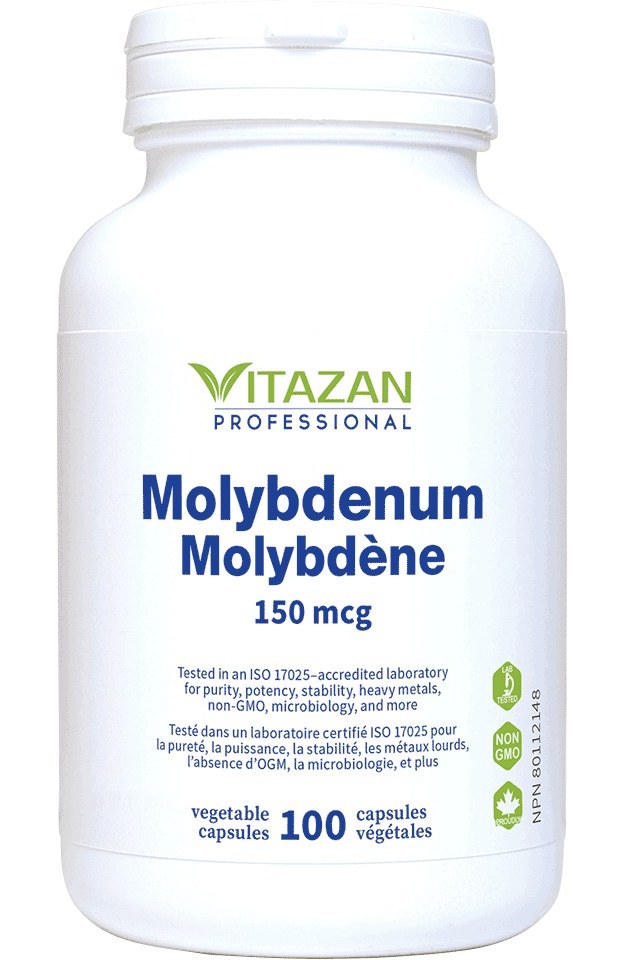 VITAZAN
PROFESSIONAL
Molybdenum
Molybdène
150 mcg
Tested in an ISO 17025–accredited laboratory
for purity, potency, stability, heavy metals,
non-GMO, microbiology, and more
Testé dans un laboratoire certifié ISO 17025 pour
la pureté, la puissance, la stabilité, les métaux lourds,
l'absence d'OGM, la microbiologie, et plus
vegetable capsules 100 capsules végétales
LAB
TESTED
NON
GMO
PROUDLY
NPN 80112148